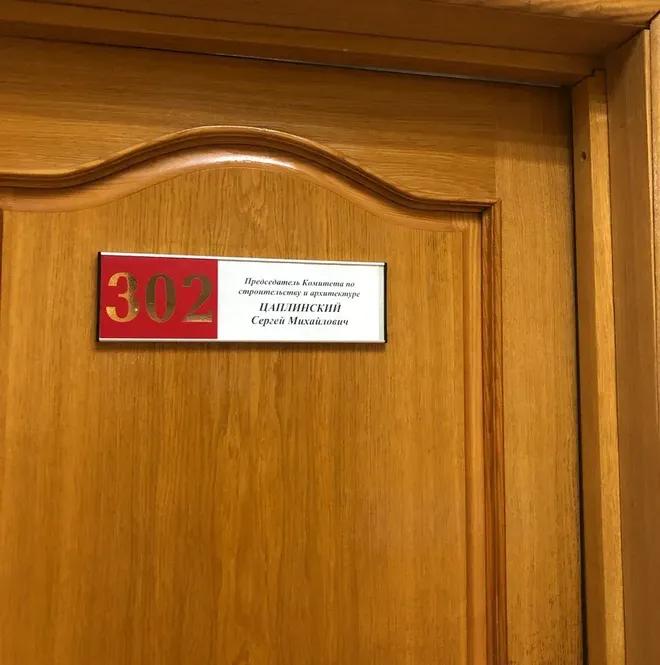 302
Председатель Комитета по
строительству и архитектуре
ЦАПЛИНСКИЙ
Сергей Михайлович